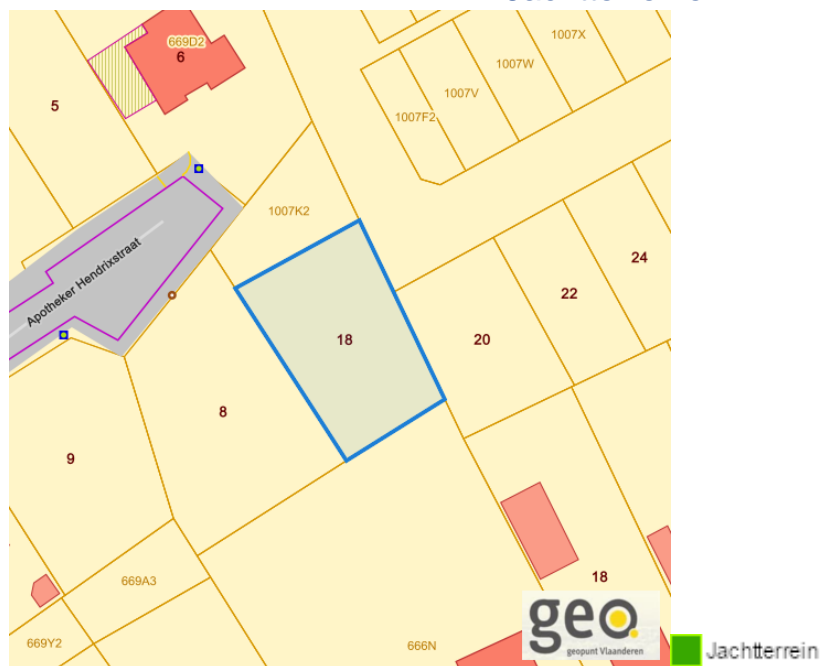 1007X
669D2
6
1007W
1007V
5
1007F2
1007K2
24
Apotheker Hendrixstraat
22
18
20
8
9
669A3
18
geo
geopunt Vlaanderen
Jachtterrein
669Y2
666N